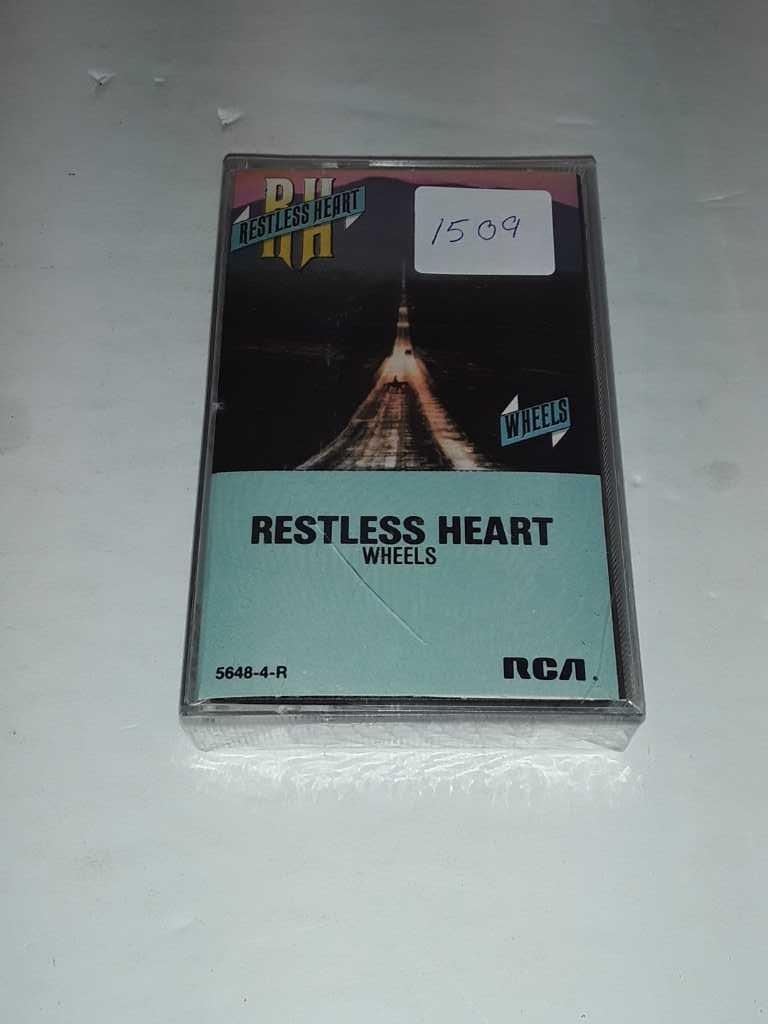 RH
RESTLESS HEART
1509
WHEELS
RESTLESS HEART
WHEELS
5648-4-R
RCA.